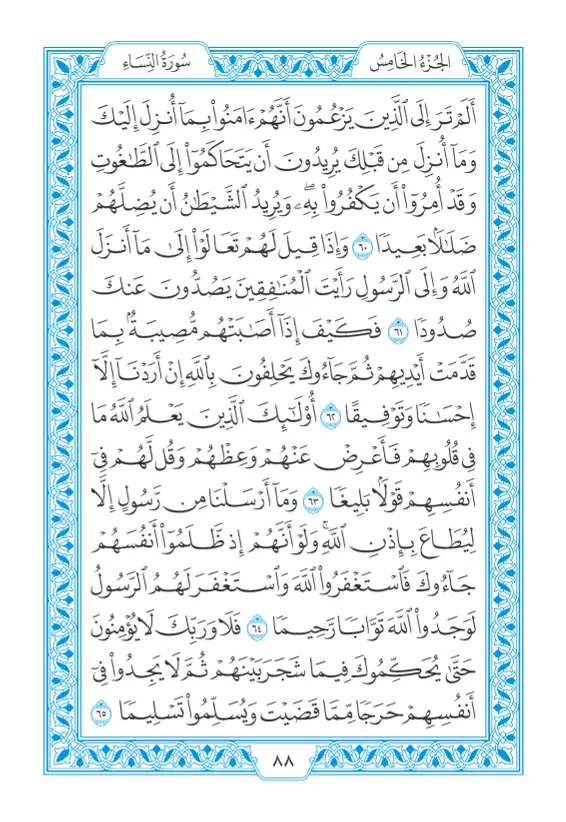 الجُزْءُ الخَامِسُ
سُورَةُ النِّسَاءِ
أَلَمۡ تَرَ إِلَى ٱلَّذِينَ يَزۡعُمُونَ أَنَّهُمۡ ءَامَنُواْ بِمَآ أُنزِلَ إِلَيۡكَ
وَمَآ أُنزِلَ مِن قَبۡلِكَ يُرِيدُونَ أَن يَتَحَاكَمُوٓاْ إِلَى ٱلطَّٰغُوتِ
وَقَدۡ أُمِرُوٓاْ أَن يَكۡفُرُواْ بِهِۦۖ وَيُرِيدُ ٱلشَّيۡطَٰنُ أَن يُضِلَّهُمۡ
ضَلَٰلَۢا بَعِيدٗا ٦٠ وَإِذَا قِيلَ لَهُمۡ تَعَالَوۡاْ إِلَىٰ مَآ أَنزَلَ
ٱللَّهُ وَإِلَى ٱلرَّسُولِ رَأَيۡتَ ٱلۡمُنَٰفِقِينَ يَصُدُّونَ عَنكَ
صُدُودٗا ٦١ فَكَيۡفَ إِذَآ أَصَٰبَتۡهُم مُّصِيبَةُۢ بِمَا
قَدَّمَتۡ أَيۡدِيهِمۡ ثُمَّ جَآءُوكَ يَحۡلِفُونَ بِٱللَّهِ إِنۡ أَرَدۡنَآ إِلَّآ
إِحۡسَٰنٗا وَتَوۡفِيقًا ٦٢ أُوْلَٰٓئِكَ ٱلَّذِينَ يَعۡلَمُ ٱللَّهُ مَا
فِي قُلُوبِهِمۡ فَأَعۡرِضۡ عَنۡهُمۡ وَعِظۡهُمۡ وَقُل لَّهُمۡ فِيٓ
أَنفُسِهِمۡ قَوۡلَۢا بَلِيغٗا ٦٣ وَمَآ أَرۡسَلۡنَا مِن رَّسُولٍ إِلَّا
لِيُطَاعَ بِإِذۡنِ ٱللَّهِۚ وَلَوۡ أَنَّهُمۡ إِذ ظَّلَمُوٓاْ أَنفُسَهُمۡ
جَآءُوكَ فَٱسۡتَغۡفَرُواْ ٱللَّهَ وَٱسۡتَغۡفَرَ لَهُمُ ٱلرَّسُولُ
لَوَجَدُواْ ٱللَّهَ تَوَّابٗا رَّحِيمٗا ٦٤ فَلَا وَرَبِّكَ لَا يُؤۡمِنُونَ
حَتَّىٰ يُحَكِّمُوكَ فِيمَا شَجَرَ بَيۡنَهُمۡ ثُمَّ لَا يَجِدُواْ فِيٓ
أَنفُسِهِمۡ حَرَجٗا مِّمَّا قَضَيۡتَ وَيُسَلِّمُواْ تَسۡلِيمٗا ٦٥
٨٨